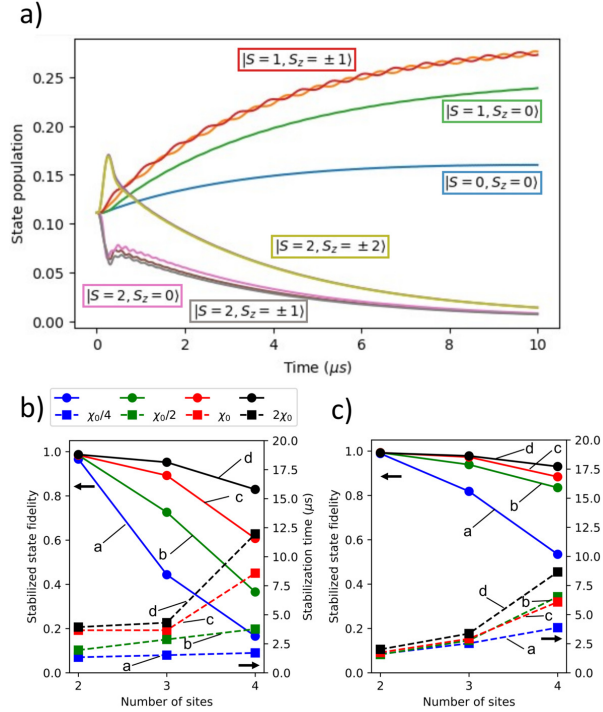 a)
|S = 1, S_z = ±1⟩
|S = 1, S_z = 0⟩
|S = 0, S_z = 0⟩
|S = 2, S_z = ±2⟩
|S = 2, S_z = 0⟩
|S = 2, S_z = ±1⟩
State population
0.25
0.20
0.15
0.10
0.05
0.00
0 2 4 6 8 10
Time (μs)
χ₀/4 χ₀/2 χ₀ 2χ₀
b)
Stabilized state fidelity
1.0
0.8
0.6
0.4
0.2
0.0
20.0
17.5
15.0
12.5
10.0
7.5
5.0
2.5
0.0
Stabilization time (μs)
d
c
b
a
d
c
b
a
2 3 4
Number of sites
c)
Stabilized state fidelity
1.0
0.8
0.6
0.4
0.2
0.0
20.0
17.5
15.0
12.5
10.0
7.5
5.0
2.5
0.0
Stabilization time (μs)
d
c
b
a
d
b
c
a
2 3 4
Number of sites